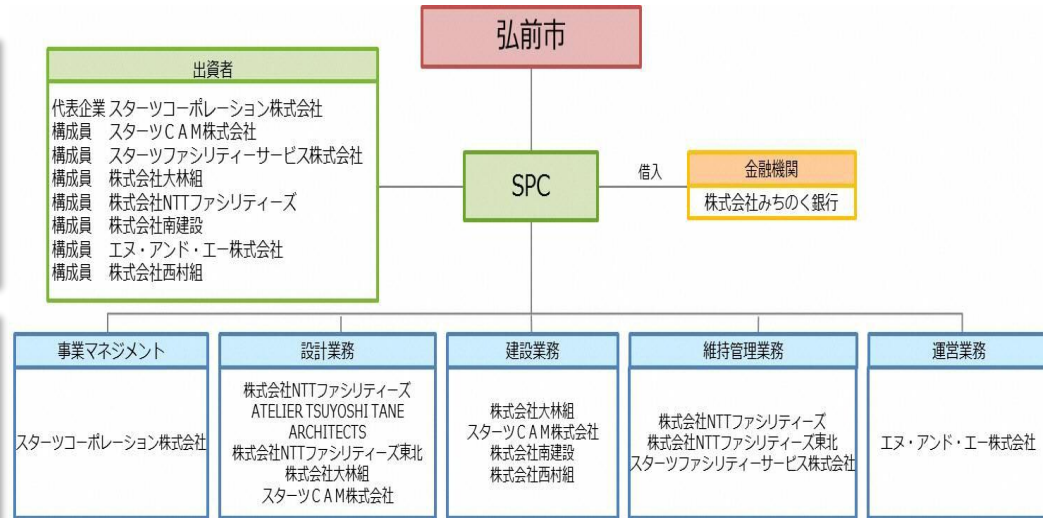 弘前市
出資者
代表企業 スターツコーポレーション株式会社
構成員 スターツCAM株式会社
構成員 スターツファシリティーサービス株式会社
構成員 株式会社大林組
構成員 株式会社NTTファシリティーズ
構成員 株式会社南建設
構成員 エヌ・アンド・エー株式会社
構成員 株式会社西村組
SPC
借入
金融機関
株式会社みちのく銀行
事業マネジメント
スターツコーポレーション株式会社
設計業務
株式会社NTTファシリティーズ
ATELIER TSUYOSHI TANE
ARCHITECTS
株式会社NTTファシリティーズ東北
株式会社大林組
スターツCAM株式会社
建設業務
株式会社大林組
スターツCAM株式会社
株式会社南建設
株式会社西村組
維持管理業務
株式会社NTTファシリティーズ
株式会社NTTファシリティーズ東北
スターツファシリティーサービス株式会社
運営業務
エヌ・アンド・エー株式会社